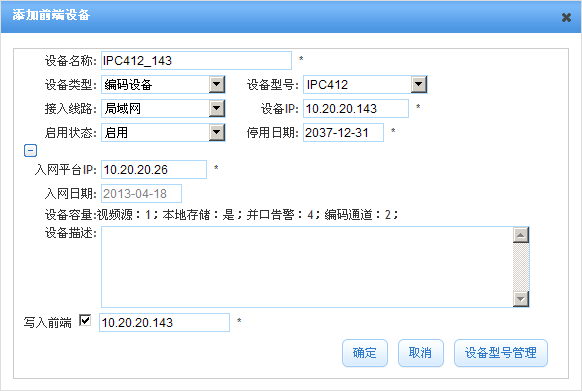 添加前端设备
设备名称: IPC412_143 *
设备类型: 编码设备 设备型号: IPC412
接入线路: 局域网 设备IP: 10.20.20.143 *
启用状态: 启用 停用日期: 2037-12-31 *
入网平台IP: 10.20.20.26 *
入网日期: 2013-04-18
设备容量:视频源：1；本地存储：是；并口告警：4；编码通道：2；
设备描述:
写入前端 10.20.20.143 *
确定 取消 设备型号管理